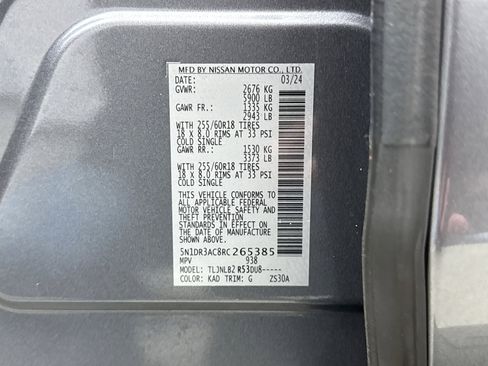 MFD BY NISSAN MOTOR CO., LTD.
DATE: 03/24
GVWR: 2676 KG
5900 LB
GAWR FR.: 1335 KG
2943 LB
WITH 255/60R18 TIRES
18 X 8.0 RIMS AT 33 PSI
COLD SINGLE
GAWR RR.: 1530 KG
3373 LB
WITH 255/60R18 TIRES
18 X 8.0 RIMS AT 33 PSI
COLD SINGLE
THIS VEHICLE CONFORMS TO
ALL APPLICABLE FEDERAL
MOTOR VEHICLE SAFETY AND
THEFT PREVENTION
STANDARDS IN EFFECT ON
THE DATE OF MANUFACTURE
SHOWN ABOVE.
5N1DR3AC8RC265385
MPV 938
MODEL: TLJNLB2 R53DU8-----
COLOR: KAD TRIM: G ZS30A